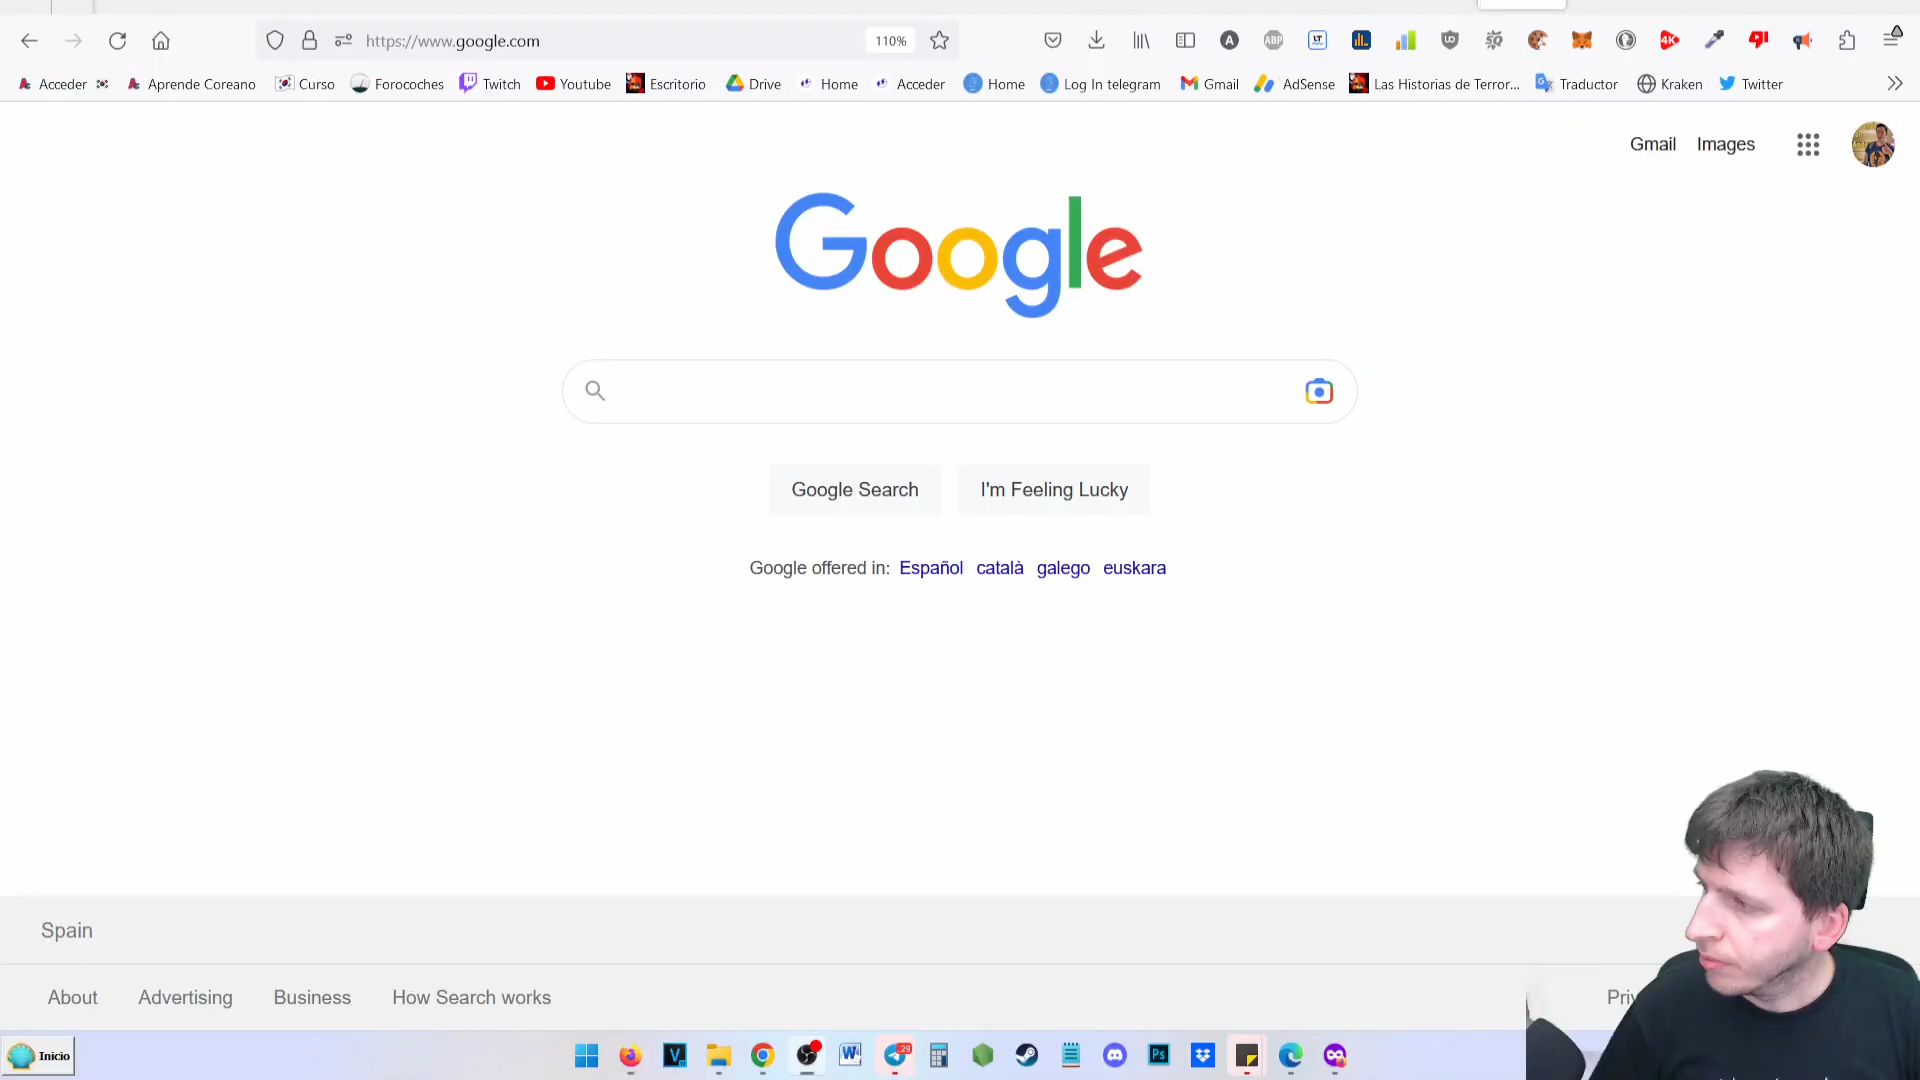 https://www.google.com 110%
Acceder Aprende Coreano Curso Forocoches Twitch Youtube Escritorio Drive Home Acceder Home Log In telegram Gmail AdSense Las Historias de Terror... Traductor Kraken Twitter
Gmail Images
Google
Google Search I'm Feeling Lucky
Google offered in: Español català galego euskara
Spain
About Advertising Business How Search works Priv
Inicio